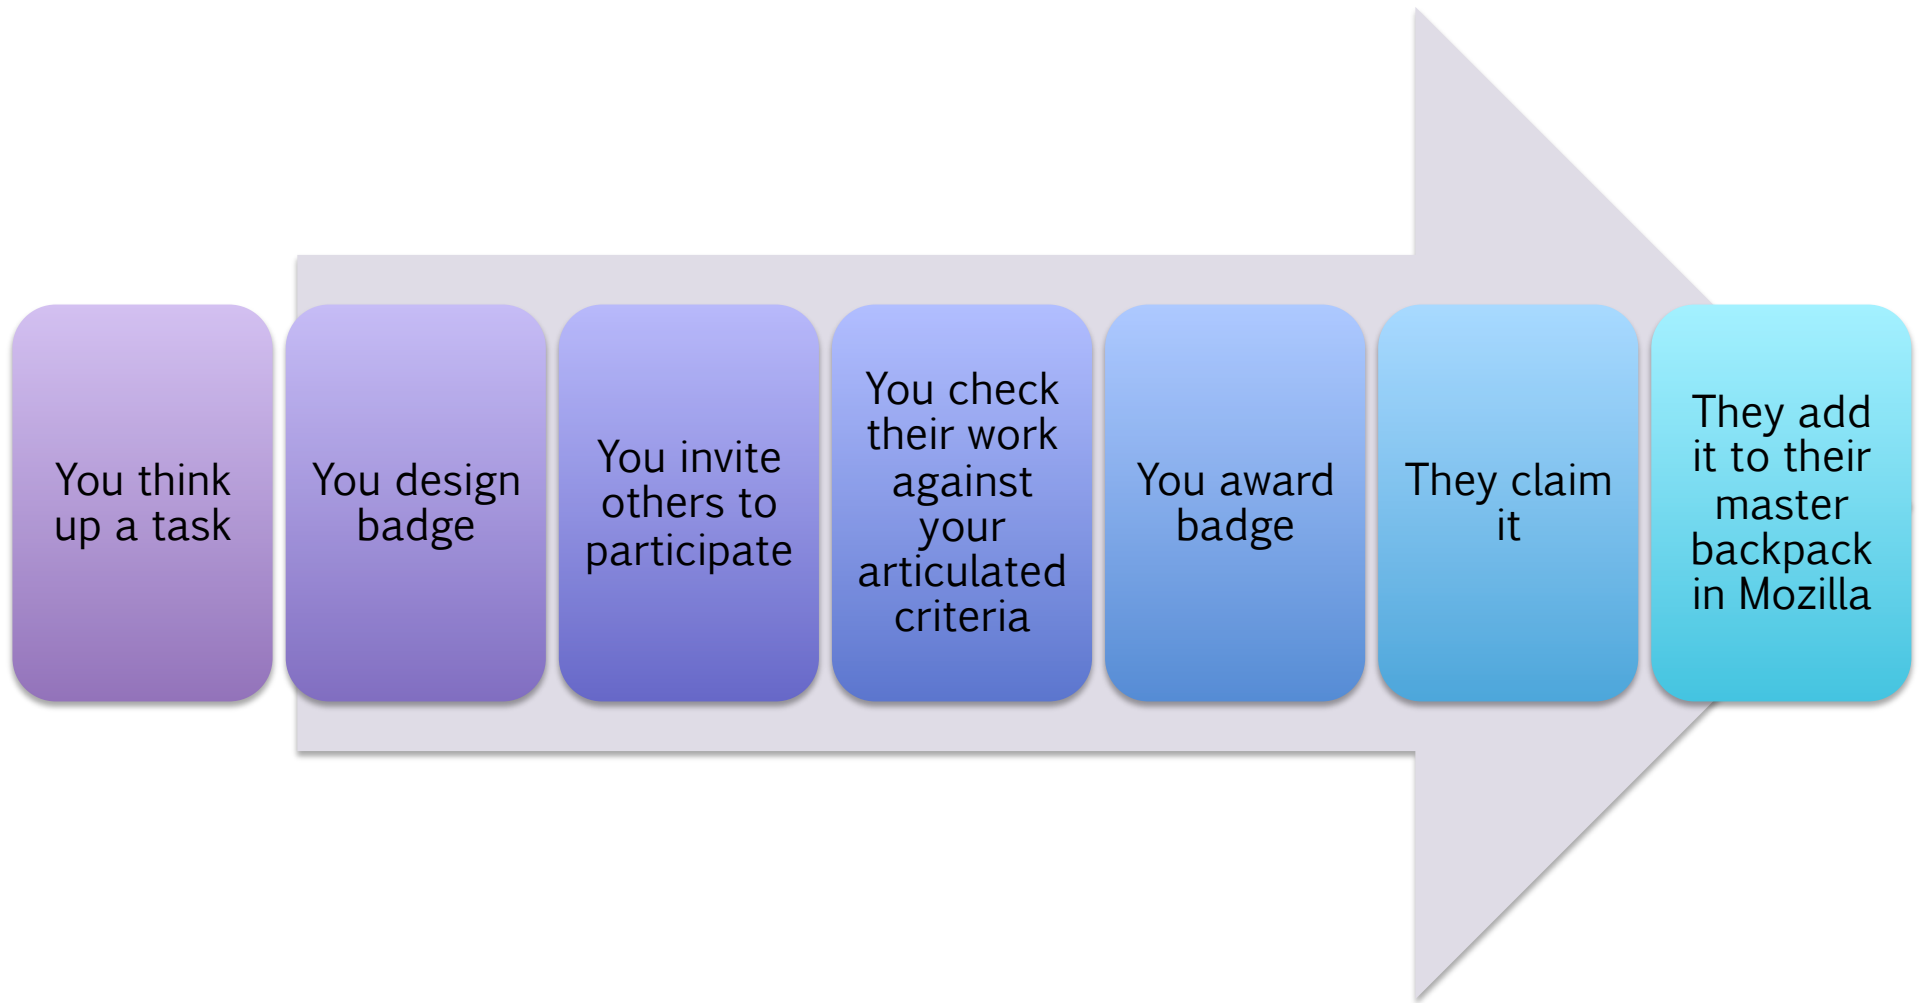 You think
up a task
You design
badge
You invite
others to
participate
You check
their work
against
your
articulated
criteria
You award
badge
They claim
it
They add
it to their
master
backpack
in Mozilla